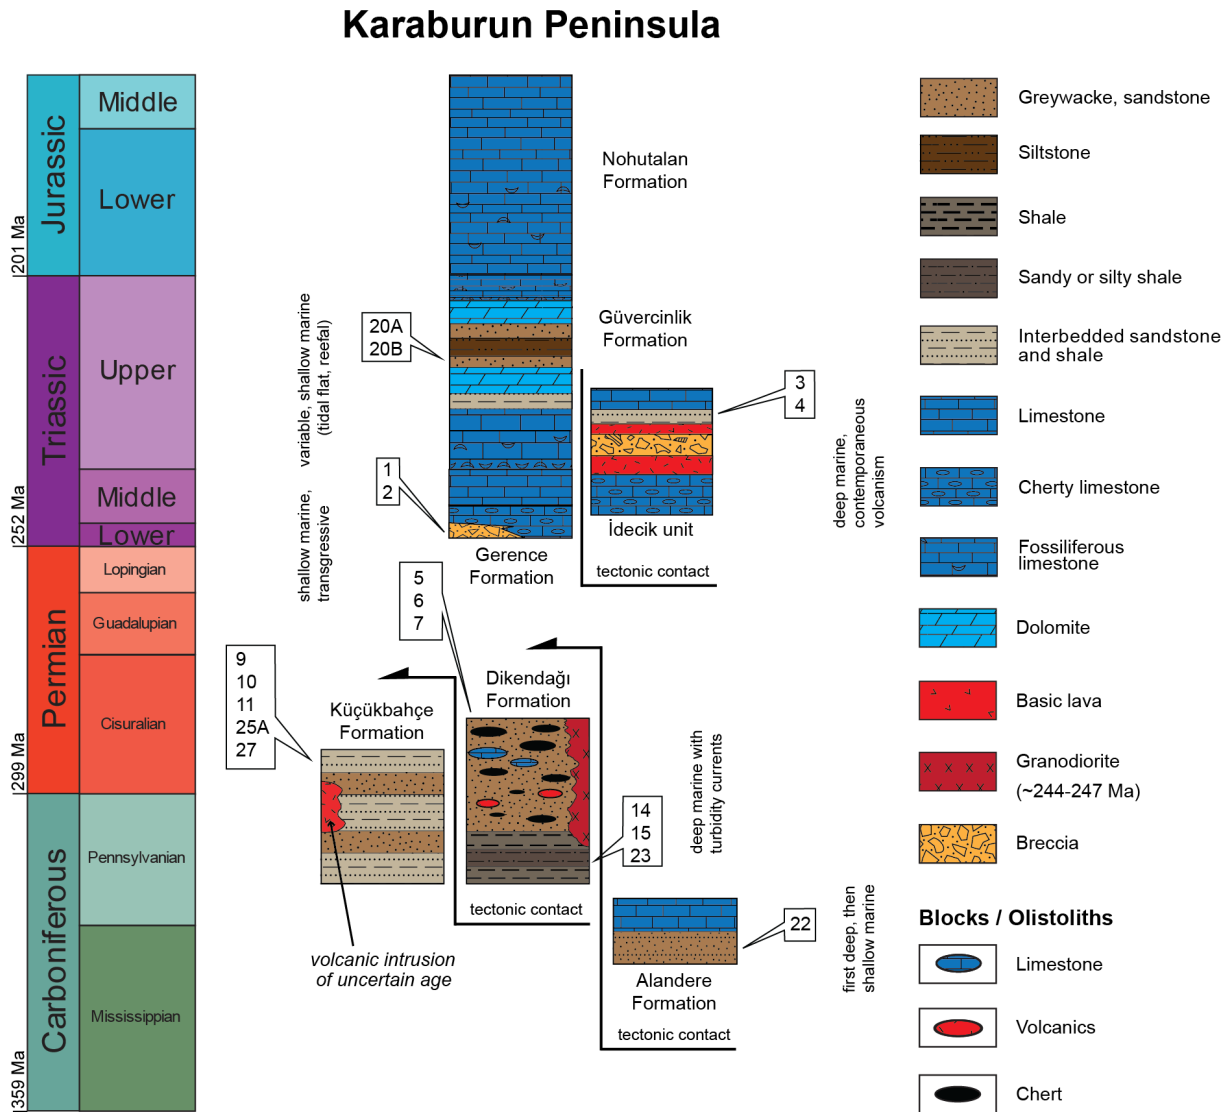 Karaburun Peninsula
Jurassic
Middle
Lower
201 Ma
Triassic
Upper
Middle
Lower
252 Ma
Permian
Lopingian
Guadalupian
Cisuralian
299 Ma
Carboniferous
Pennsylvanian
Mississippian
359 Ma
Nohutalan
Formation
Güvercinlik
Formation
variable, shallow marine
(tidal flat, reefal)
20A
20B
3
4
deep marine,
contemporaneous
volcanism
1
2
shallow marine,
transgressive
Gerence
Formation
İdecik unit
tectonic contact
5
6
7
9
10
11
25A
27
Küçükbahçe
Formation
Dikendağı
Formation
14
15
23
deep marine with
turbidity currents
tectonic contact
volcanic intrusion
of uncertain age
22
first deep, then
shallow marine
Alandere
Formation
tectonic contact
Greywacke, sandstone
Siltstone
Shale
Sandy or silty shale
Interbedded sandstone
and shale
Limestone
Cherty limestone
Fossiliferous
limestone
Dolomite
Basic lava
Granodiorite
(~244-247 Ma)
Breccia
Blocks / Olistoliths
Limestone
Volcanics
Chert